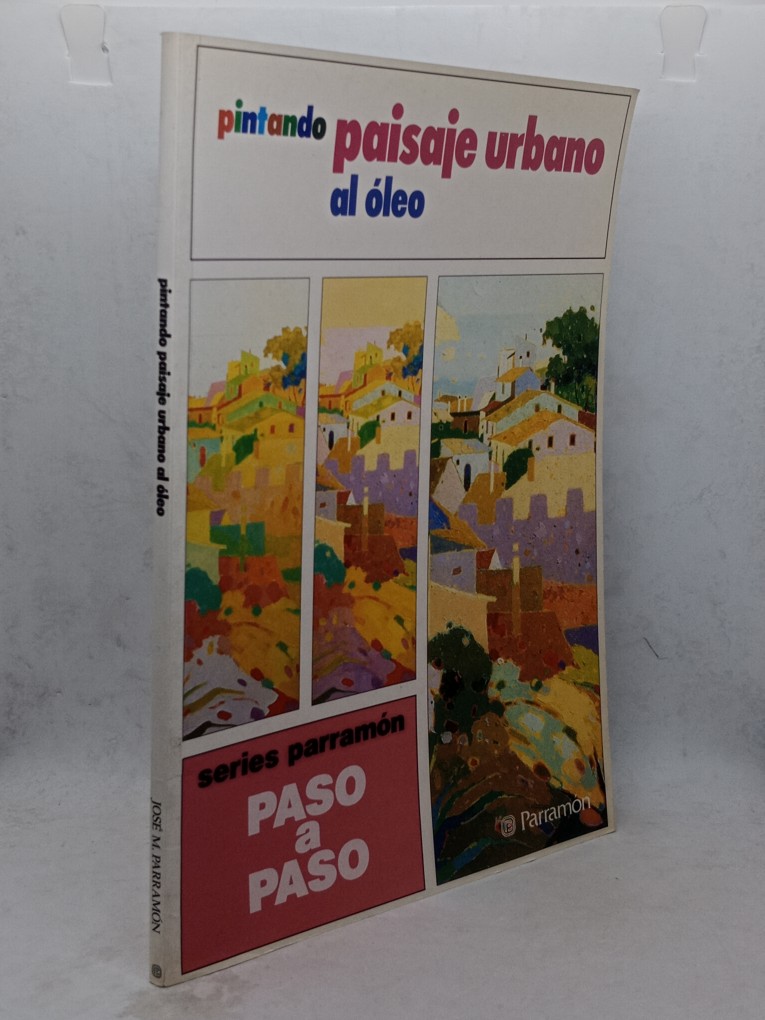 pintando paisaje urbano
al óleo
series parramón
PASO
a
PASO
Parramón
pintando paisaje urbano al óleo
JOSÉ M. PARRAMÓN